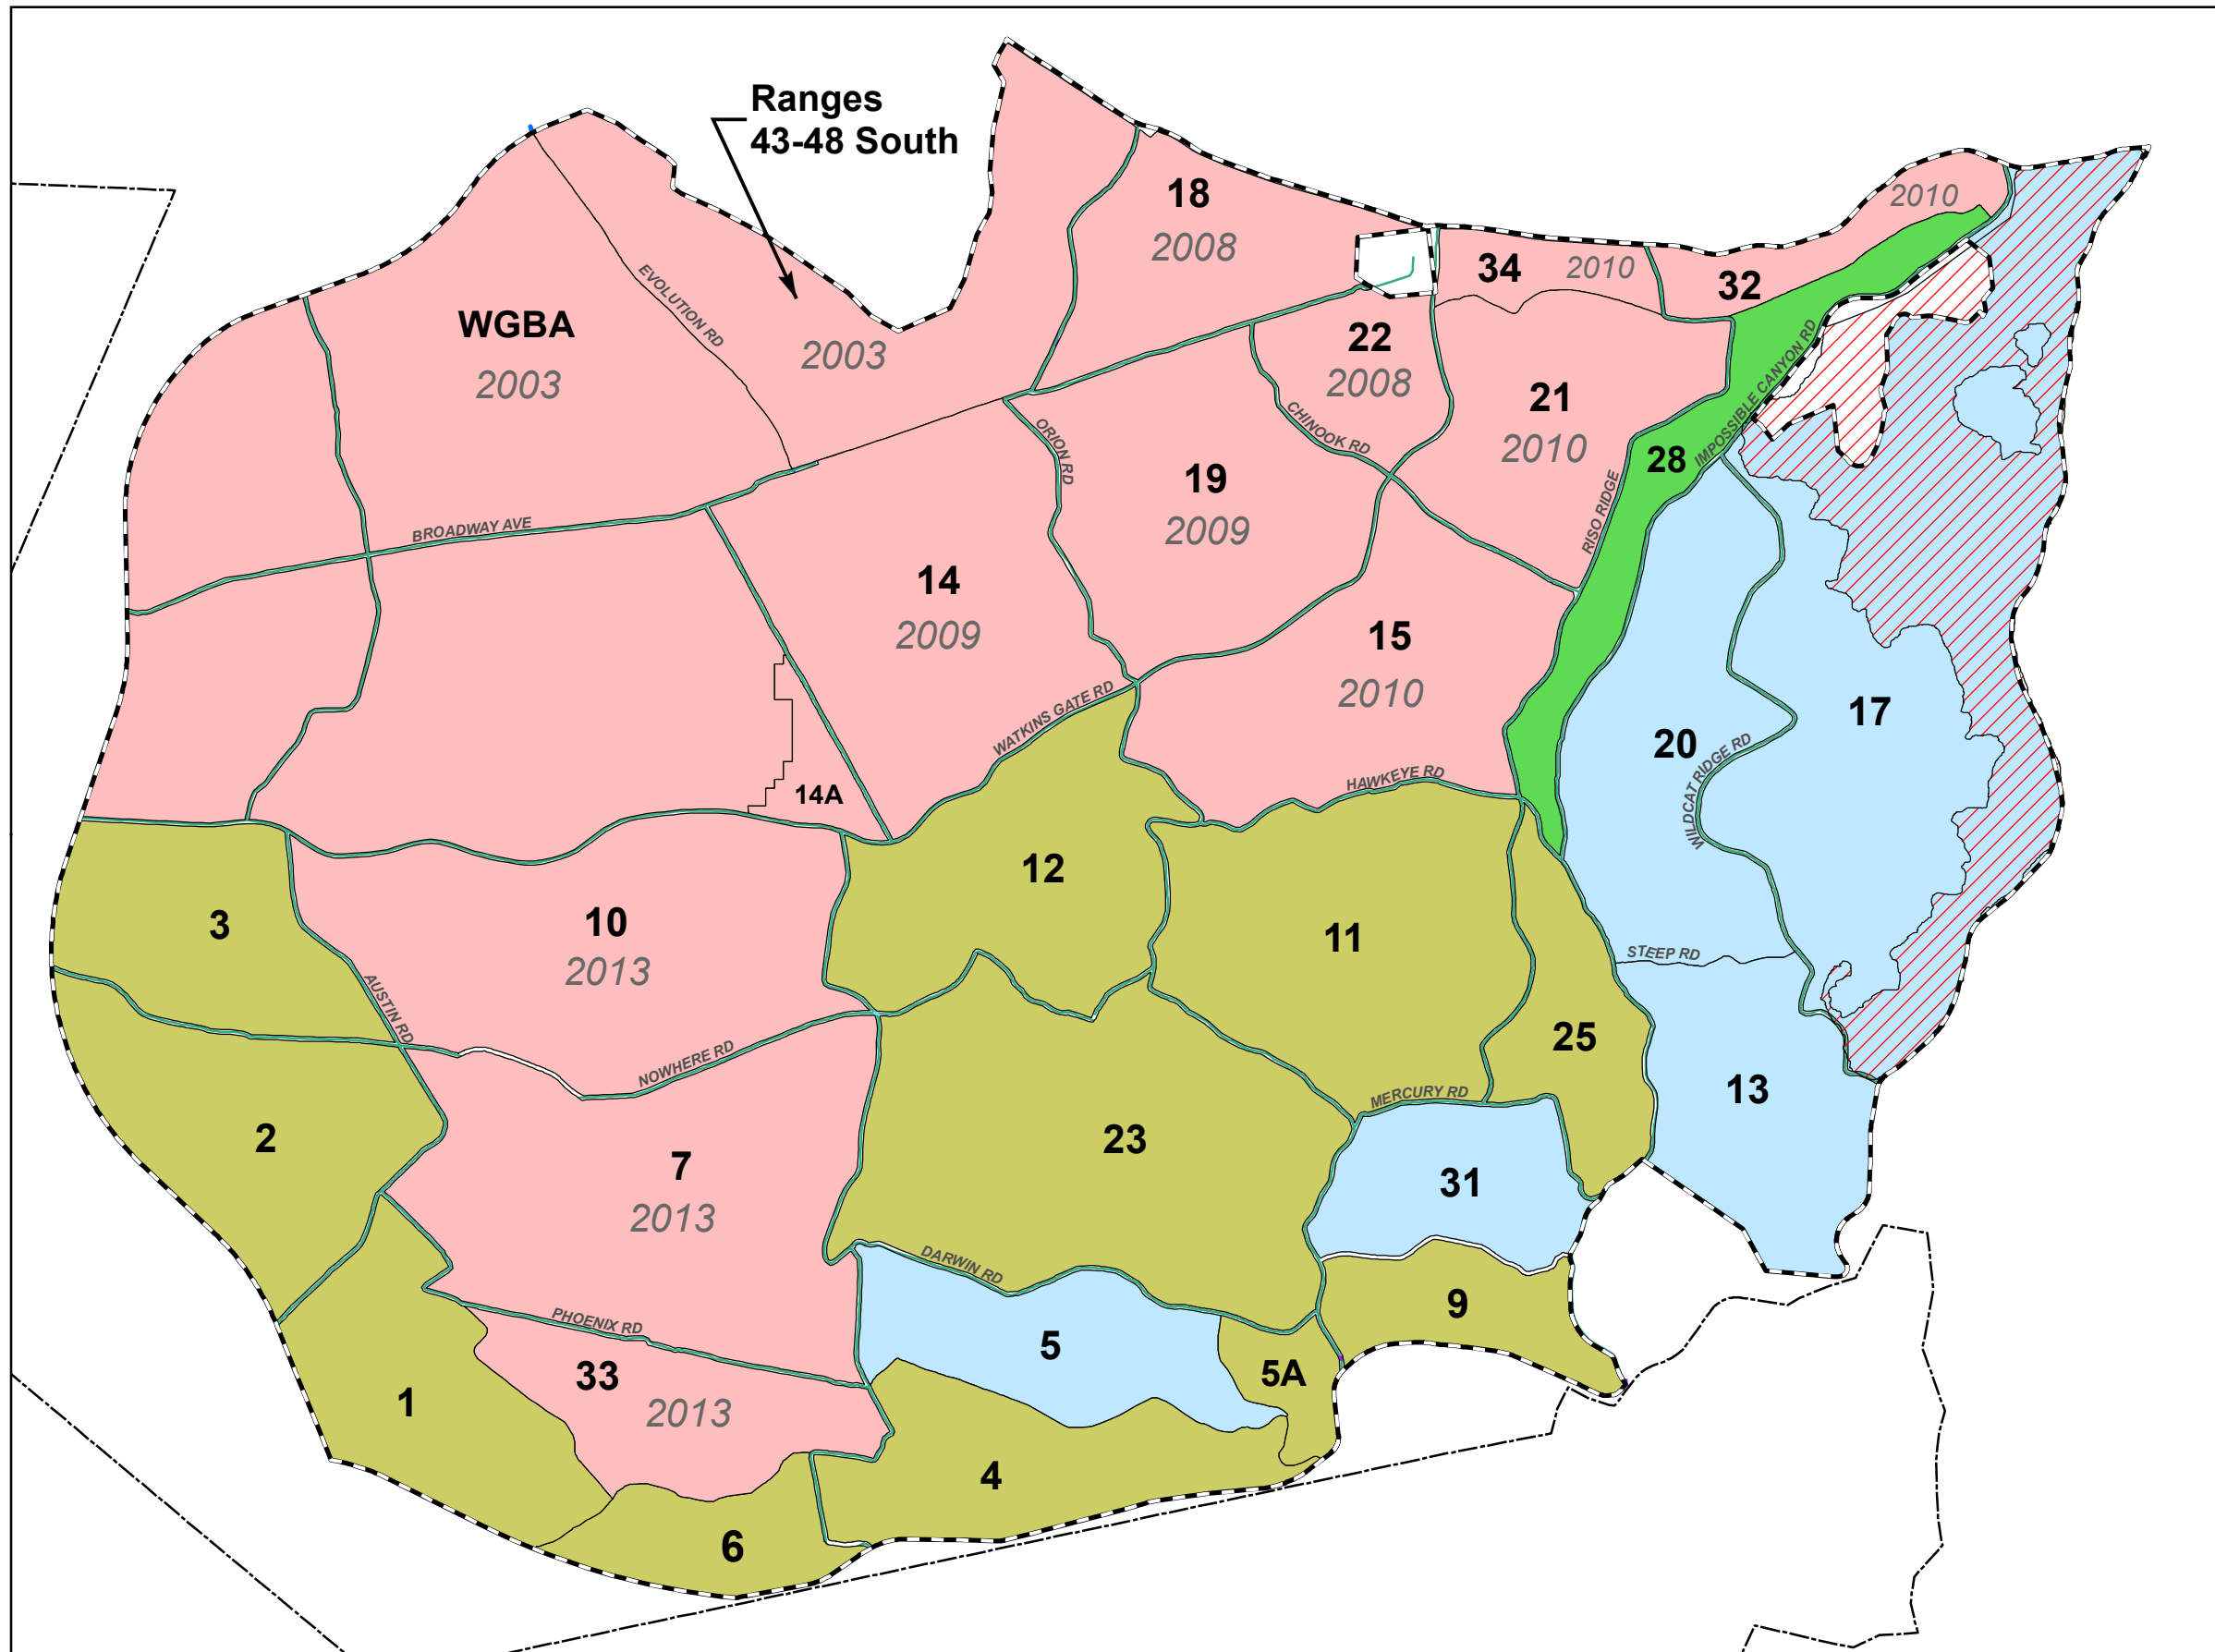 Ranges
43-48 South
18
2008
2010
EVOLUTION RD
34
2010
32
WGBA
2003
2003
22
2008
IMPOSSIBLE CANYON RD
21
2010
CHINOOK RD
ORION RD
28
19
2009
RISO RIDGE
BROADWAY AVE
14
2009
15
2010
WATKINS GATE RD
17
20
WILDCAT RIDGE RD
HAWKEYE RD
14A
12
3
10
2013
11
STEEP RD
AUSTIN RD
25
NOWHERE RD
13
MERCURY RD
2
23
7
2013
31
DARWIN RD
9
PHOENIX RD
5
5A
33
2013
1
4
6